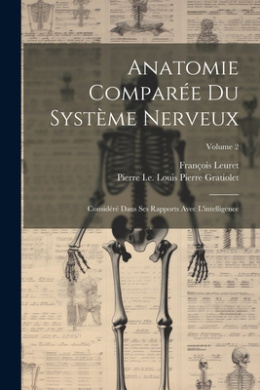 Anatomie
Comparée Du
Système Nerveux
François Leuret
Pierre I.e. Louis Pierre Gratiolet
Considéré Dans Ses Rapports Avec L'intelligence
Volume 2